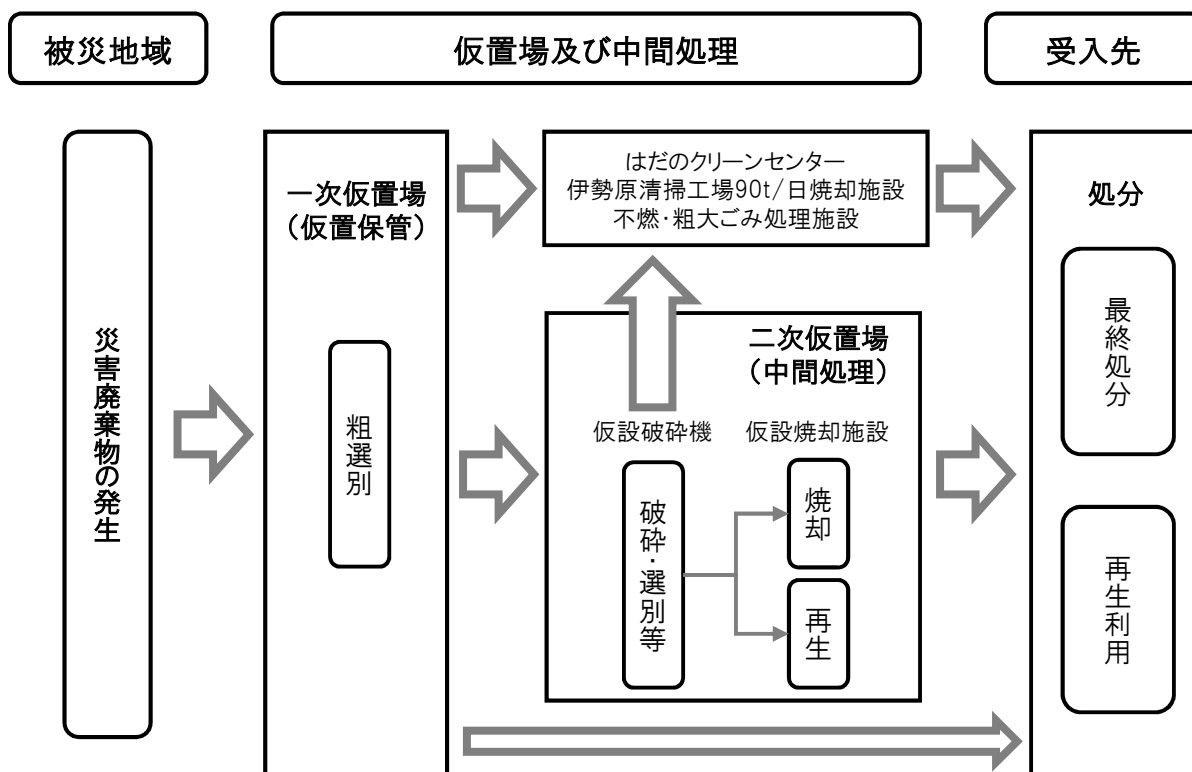 被災地域
仮置場及び中間処理
受入先
災害廃棄物の発生
一次仮置場
（仮置保管）
粗選別
はだのクリーンセンター
伊勢原清掃工場90t/日焼却施設
不燃・粗大ごみ処理施設
二次仮置場
（中間処理）
仮設破砕機
仮設焼却施設
破砕・選別等
焼却
再生
処分
最終処分
再生利用